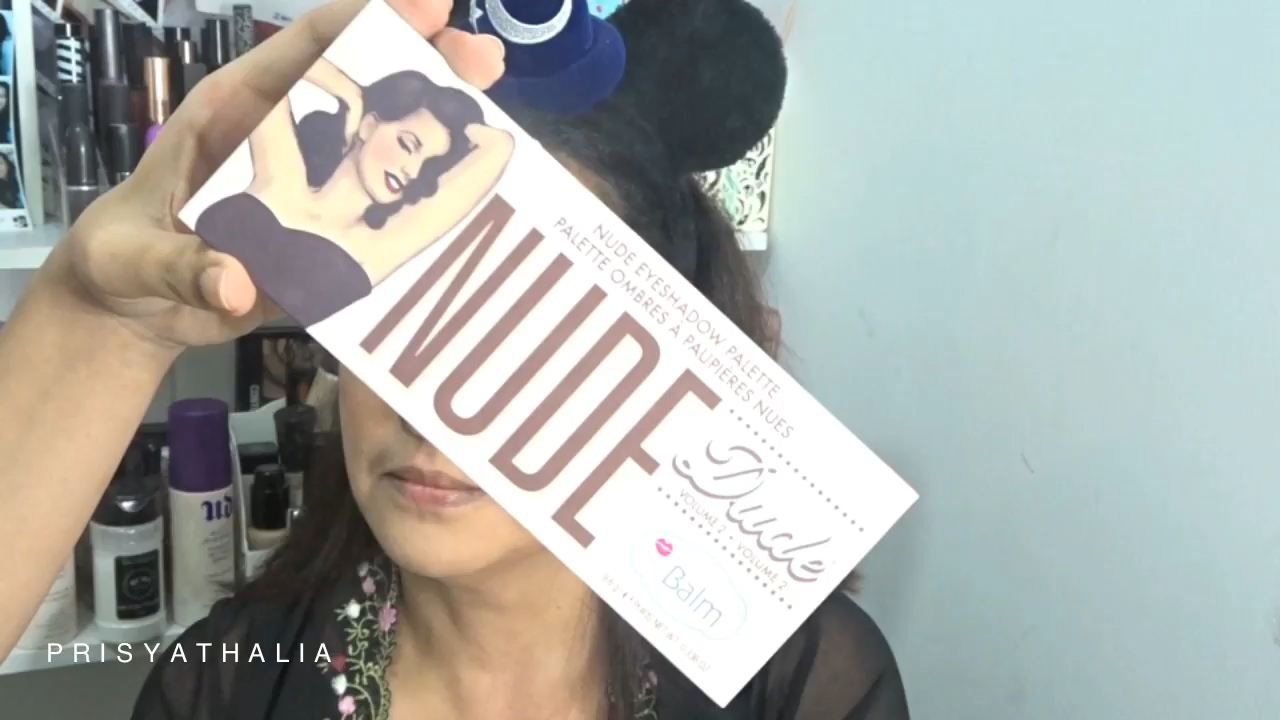 NUDE EYESHADOW PALETTE
PALETTE OMBRES À PAUPIÈRES NUES
NUDE
Dude
VOLUME 2 • VOLUME 2
Balm
ud
PRISYATHALIA